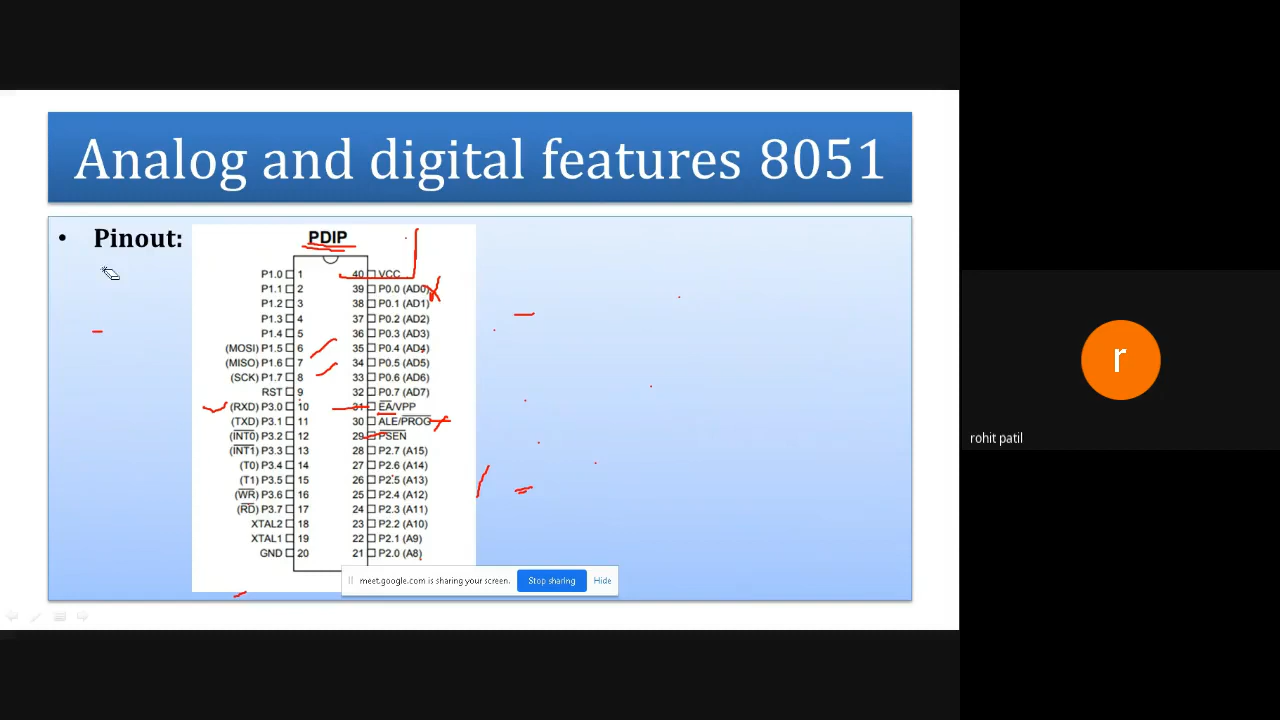 Analog and digital features 8051
• Pinout:
PDIP
P1.0 1 40 VCC
P1.1 2 39 P0.0 (AD0)
P1.2 3 38 P0.1 (AD1)
P1.3 4 37 P0.2 (AD2)
P1.4 5 36 P0.3 (AD3)
(MOSI) P1.5 6 35 P0.4 (AD4)
(MISO) P1.6 7 34 P0.5 (AD5)
(SCK) P1.7 8 33 P0.6 (AD6)
RST 9 32 P0.7 (AD7)
(RXD) P3.0 10 31 EA/VPP
(TXD) P3.1 11 30 ALE/PROG
(INT0) P3.2 12 29 PSEN
(INT1) P3.3 13 28 P2.7 (A15)
(T0) P3.4 14 27 P2.6 (A14)
(T1) P3.5 15 26 P2.5 (A13)
(WR) P3.6 16 25 P2.4 (A12)
(RD) P3.7 17 24 P2.3 (A11)
XTAL2 18 23 P2.2 (A10)
XTAL1 19 22 P2.1 (A9)
GND 20 21 P2.0 (A8)
meet.google.com is sharing your screen. Stop sharing Hide
r
rohit patil